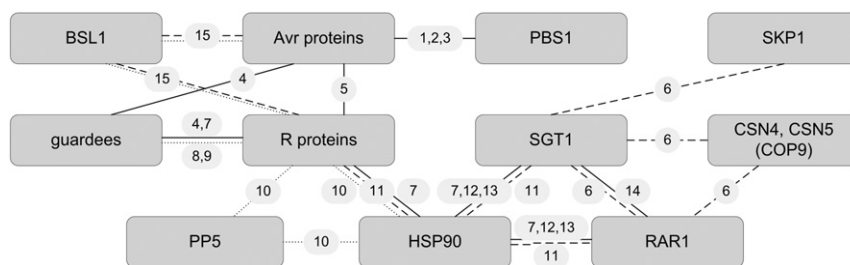 BSL1
15
Avr proteins
1,2,3
PBS1
SKP1
15
4
5
6
guardees
4,7
8,9
R proteins
SGT1
6
CSN4, CSN5
(COP9)
10
10
11
7
7,12,13
11
6
14
6
PP5
10
HSP90
7,12,13
11
RAR1